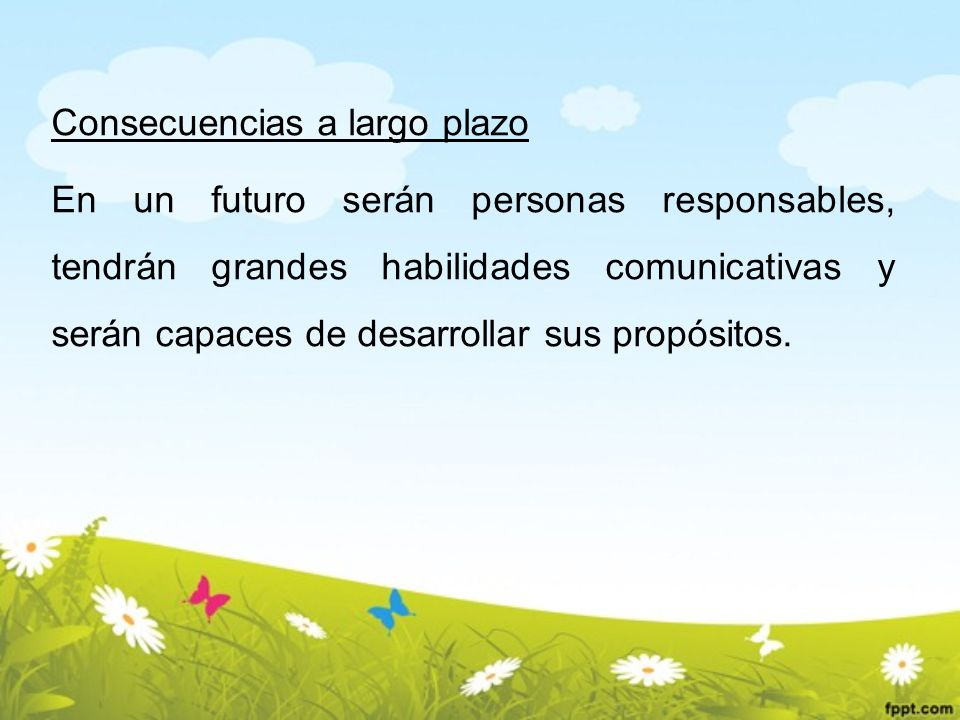 Consecuencias a largo plazo
En un futuro serán personas responsables,
tendrán grandes habilidades comunicativas y
serán capaces de desarrollar sus propósitos.
fppt.com